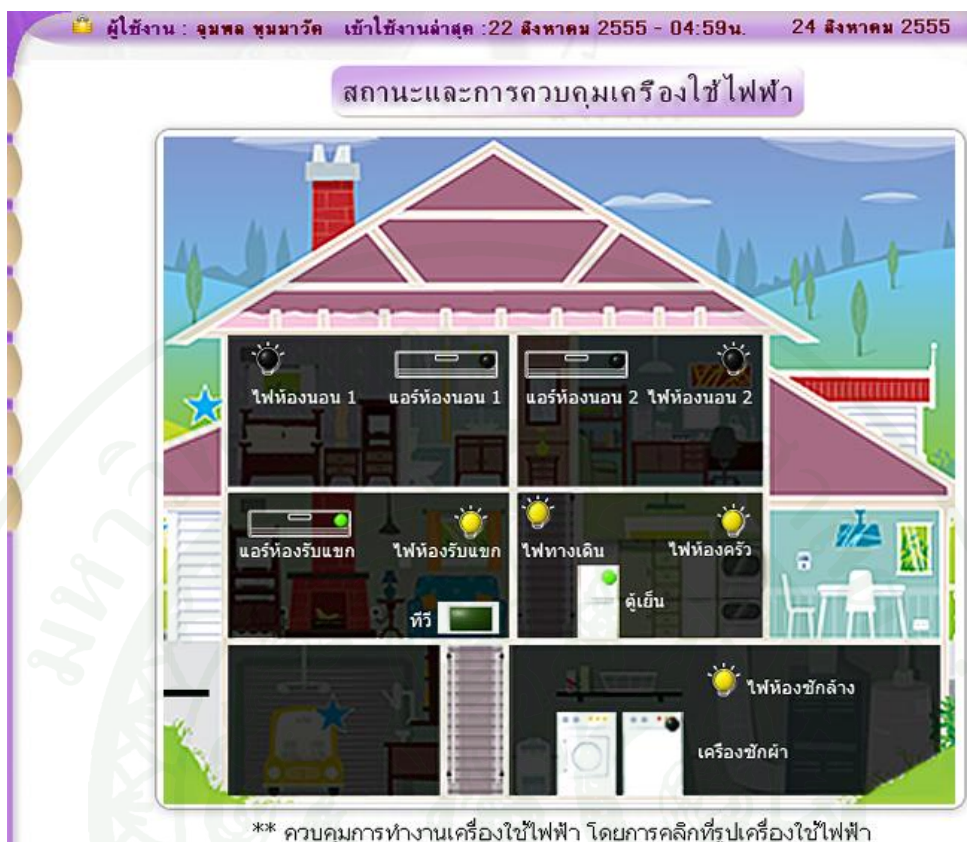 ผู้ใช้งาน : จุมพล พุมมาวัด เข้าใช้งานล่าสุด :22 สิงหาคม 2555 - 04:59น. 24 สิงหาคม 2555
สถานะและการควบคุมเครื่องใช้ไฟฟ้า
ไฟห้องนอน 1 แอร์ห้องนอน 1 แอร์ห้องนอน 2 ไฟห้องนอน 2
แอร์ห้องรับแขก ไฟห้องรับแขก ไฟทางเดิน ไฟห้องครัว
ตู้เย็น
ทีวี
ไฟห้องซักล้าง
เครื่องซักผ้า
** ควบคุมการทำงานเครื่องใช้ไฟฟ้า โดยการคลิกที่รูปเครื่องใช้ไฟฟ้า